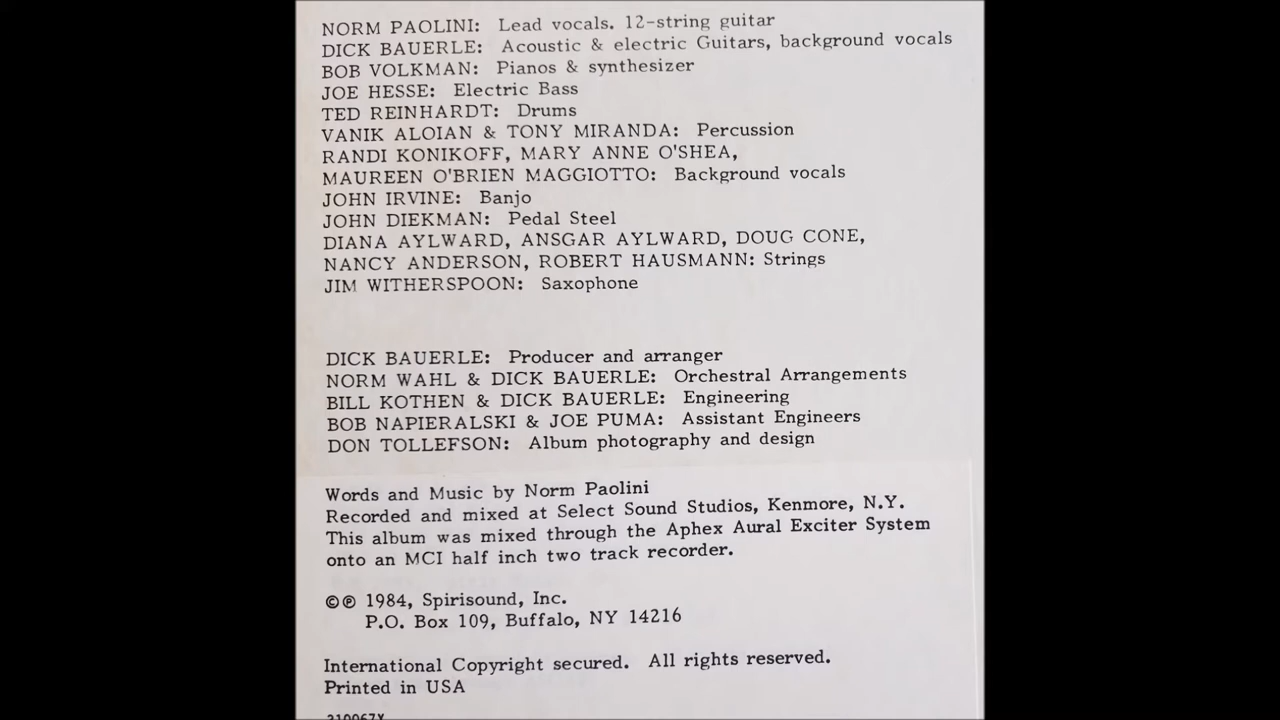 NORM PAOLINI: Lead vocals. 12-string guitar
DICK BAUERLE: Acoustic & electric Guitars, background vocals
BOB VOLKMAN: Pianos & synthesizer
JOE HESSE: Electric Bass
TED REINHARDT: Drums
VANIK ALOIAN & TONY MIRANDA: Percussion
RANDI KONIKOFF, MARY ANNE O'SHEA,
MAUREEN O'BRIEN MAGGIOTTO: Background vocals
JOHN IRVINE: Banjo
JOHN DIEKMAN: Pedal Steel
DIANA AYLWARD, ANSGAR AYLWARD, DOUG CONE,
NANCY ANDERSON, ROBERT HAUSMANN: Strings
JIM WITHERSPOON: Saxophone
DICK BAUERLE: Producer and arranger
NORM WAHL & DICK BAUERLE: Orchestral Arrangements
BILL KOTHEN & DICK BAUERLE: Engineering
BOB NAPIERALSKI & JOE PUMA: Assistant Engineers
DON TOLLEFSON: Album photography and design
Words and Music by Norm Paolini
Recorded and mixed at Select Sound Studios, Kenmore, N.Y.
This album was mixed through the Aphex Aural Exciter System
onto an MCI half inch two track recorder.
©℗ 1984, Spirisound, Inc.
P.O. Box 109, Buffalo, NY 14216
International Copyright secured. All rights reserved.
Printed in USA